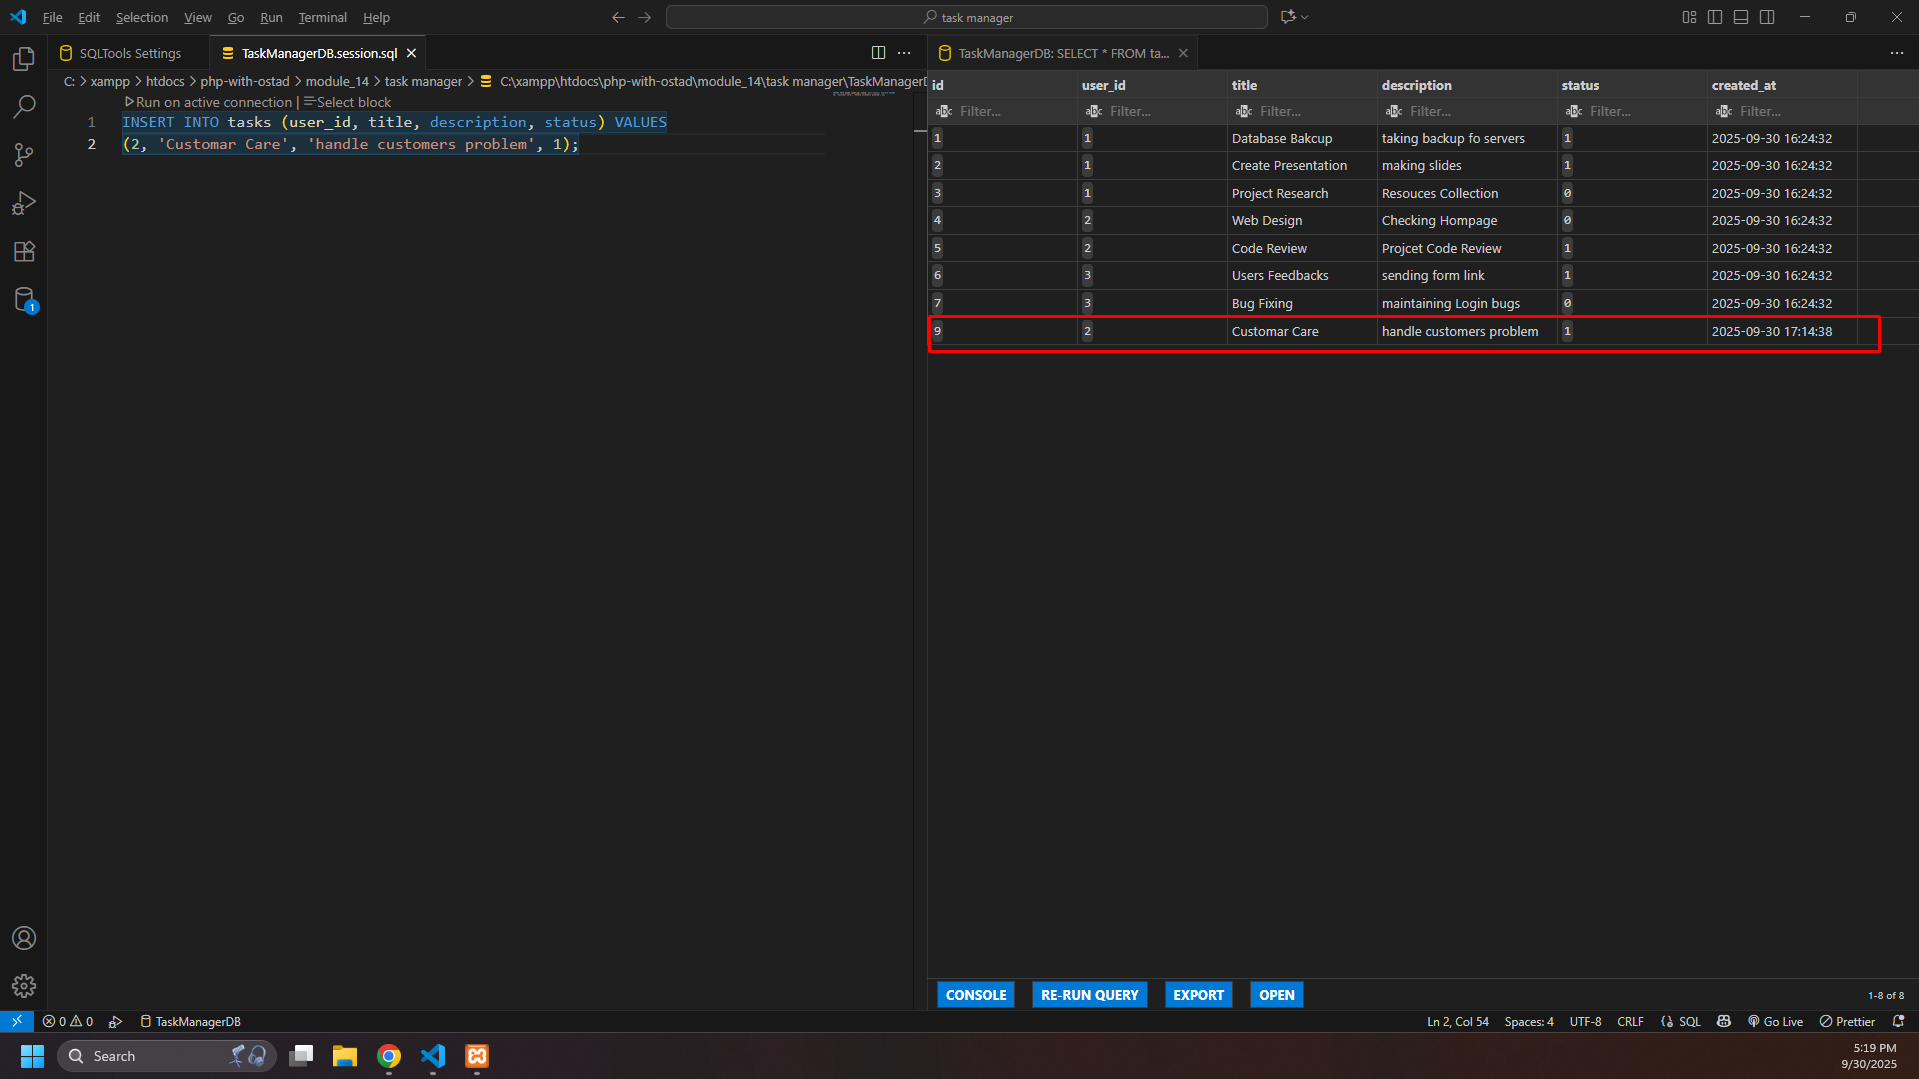 File Edit Selection View Go Run Terminal Help
task manager
SQLTools Settings
TaskManagerDB.session.sql
TaskManagerDB: SELECT * FROM ta...
C: > xampp > htdocs > php-with-ostad > module_14 > task manager > C:\xampp\htdocs\php-with-ostad\module_14\task manager\TaskManagerD
Run on active connection | Select block
1 INSERT INTO tasks (user_id, title, description, status) VALUES
2 (2, 'Customar Care', 'handle customers problem', 1);
id user_id title description status created_at
abc Filter... abc Filter... abc Filter... abc Filter... abc Filter... abc Filter...
1 1 Database Bakcup taking backup fo servers 1 2025-09-30 16:24:32
2 1 Create Presentation making slides 1 2025-09-30 16:24:32
3 1 Project Research Resouces Collection 0 2025-09-30 16:24:32
4 2 Web Design Checking Hompage 0 2025-09-30 16:24:32
5 2 Code Review Projcet Code Review 1 2025-09-30 16:24:32
6 3 Users Feedbacks sending form link 1 2025-09-30 16:24:32
7 3 Bug Fixing maintaining Login bugs 0 2025-09-30 16:24:32
9 2 Customar Care handle customers problem 1 2025-09-30 17:14:38
1
CONSOLE RE-RUN QUERY EXPORT OPEN
1-8 of 8
0 0 TaskManagerDB
Ln 2, Col 54 Spaces: 4 UTF-8 CRLF SQL Go Live Prettier
Search
5:19 PM
9/30/2025